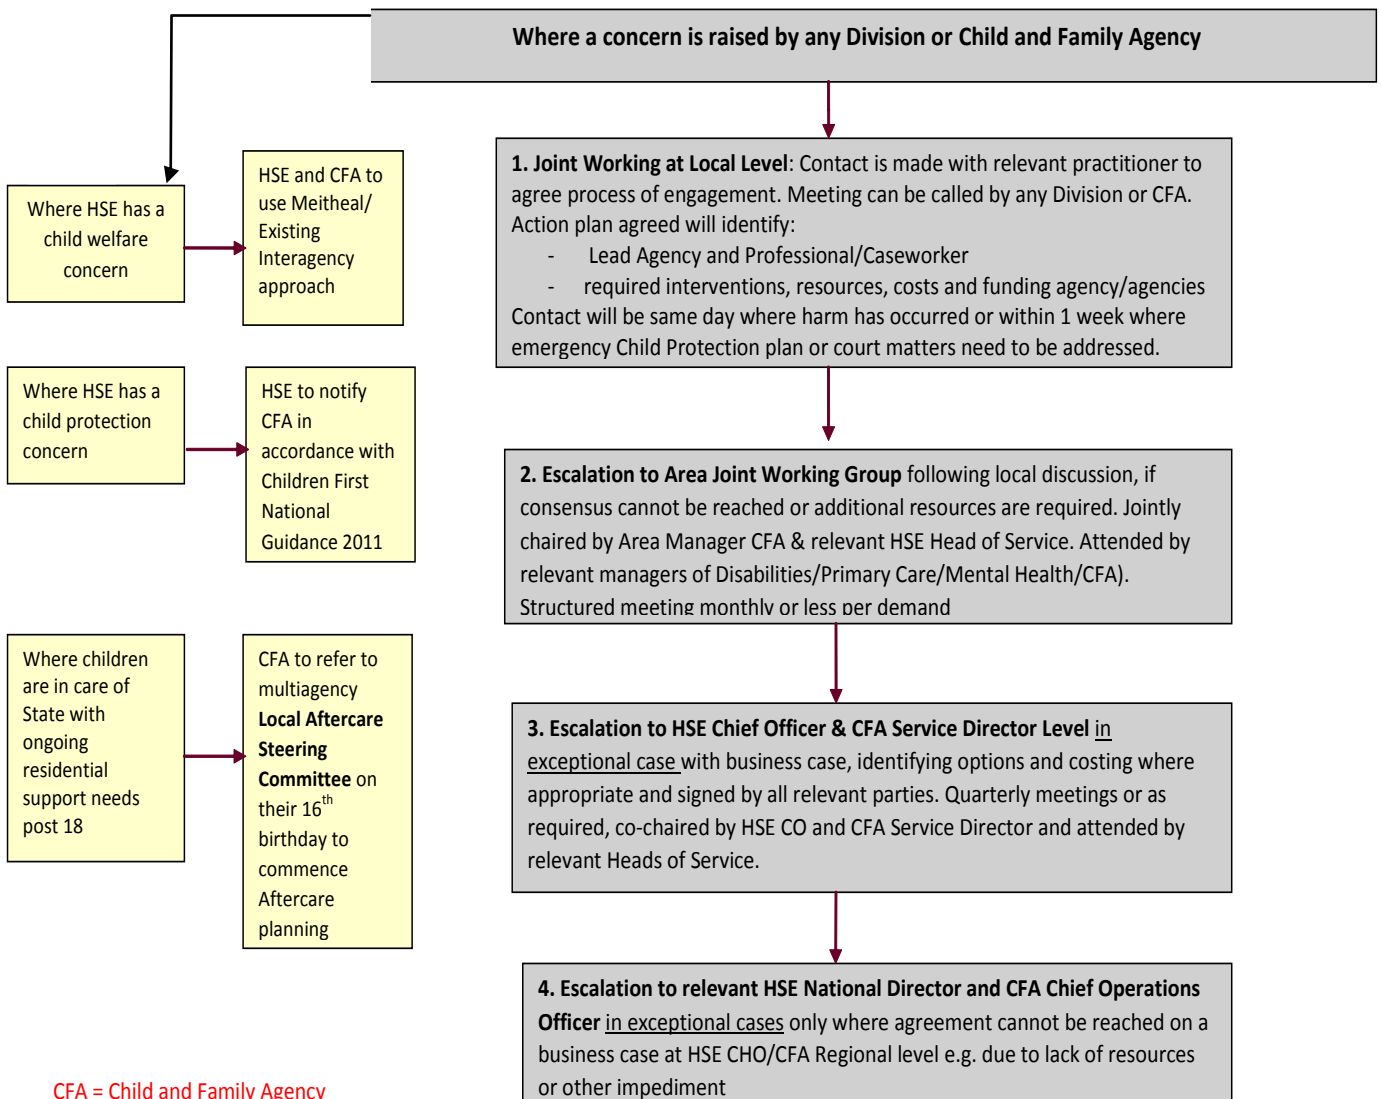 Where a concern is raised by any Division or Child and Family Agency
Where HSE has a
child welfare
concern
HSE and CFA to
use Meitheal/
Existing
Interagency
approach
Where HSE has a
child protection
concern
HSE to notify
CFA in
accordance with
Children First
National
Guidance 2011
Where children
are in care of
State with
ongoing
residential
support needs
post 18
CFA to refer to
multiagency
Local Aftercare
Steering
Committee on
their 16th
birthday to
commence
Aftercare
planning
1. Joint Working at Local Level: Contact is made with relevant practitioner to
agree process of engagement. Meeting can be called by any Division or CFA.
Action plan agreed will identify:
- Lead Agency and Professional/Caseworker
- required interventions, resources, costs and funding agency/agencies
Contact will be same day where harm has occurred or within 1 week where
emergency Child Protection plan or court matters need to be addressed.
2. Escalation to Area Joint Working Group following local discussion, if
consensus cannot be reached or additional resources are required. Jointly
chaired by Area Manager CFA & relevant HSE Head of Service. Attended by
relevant managers of Disabilities/Primary Care/Mental Health/CFA).
Structured meeting monthly or less per demand
3. Escalation to HSE Chief Officer & CFA Service Director Level in
exceptional case with business case, identifying options and costing where
appropriate and signed by all relevant parties. Quarterly meetings or as
required, co-chaired by HSE CO and CFA Service Director and attended by
relevant Heads of Service.
4. Escalation to relevant HSE National Director and CFA Chief Operations
Officer in exceptional cases only where agreement cannot be reached on a
business case at HSE CHO/CFA Regional level e.g. due to lack of resources
or other impediment
CFA = Child and Family Agency